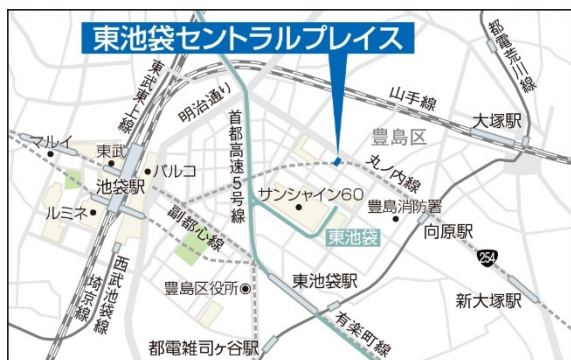 東池袋セントラルプレイス
都電荒川線
東武東上線
明治通り
山手線
大塚駅
首都高速5号線
豊島区
マルイ
東武
パルコ
丸ノ内線
池袋駅
サンシャイン60
豊島消防署
ルミネ
副都心線
東池袋
向原駅
254
西武池袋線
埼京線
豊島区役所
東池袋駅
新大塚駅
有楽町線
都電雑司ヶ谷駅